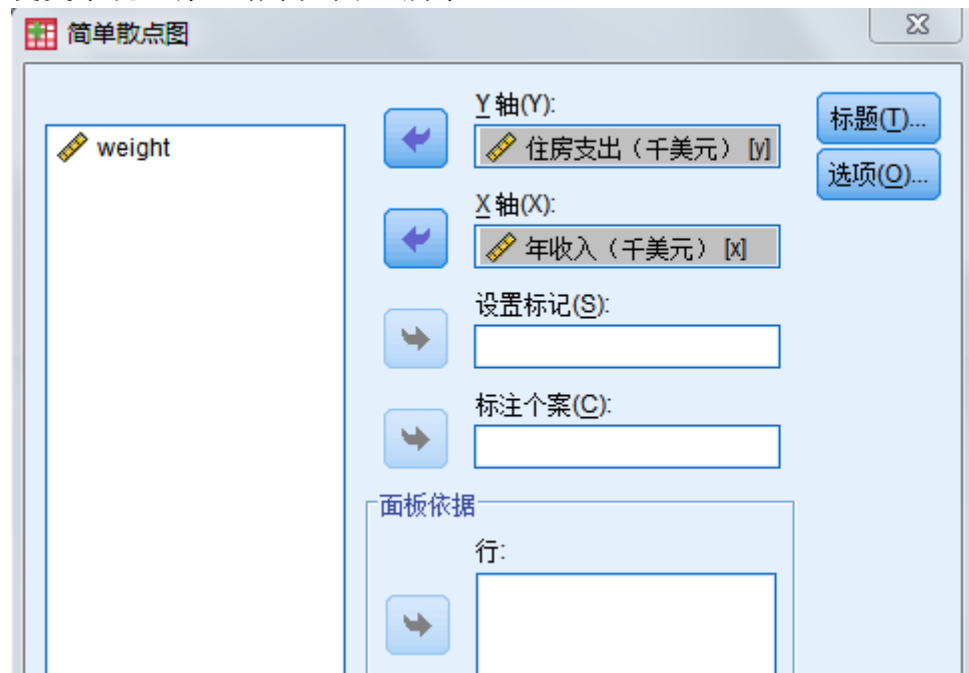 简单散点图
Y 轴(Y):
标题(T)...
weight
住房支出（千美元） [y]
选项(O)...
X 轴(X):
年收入（千美元） [x]
设置标记(S):
标注个案(C):
面板依据
行: